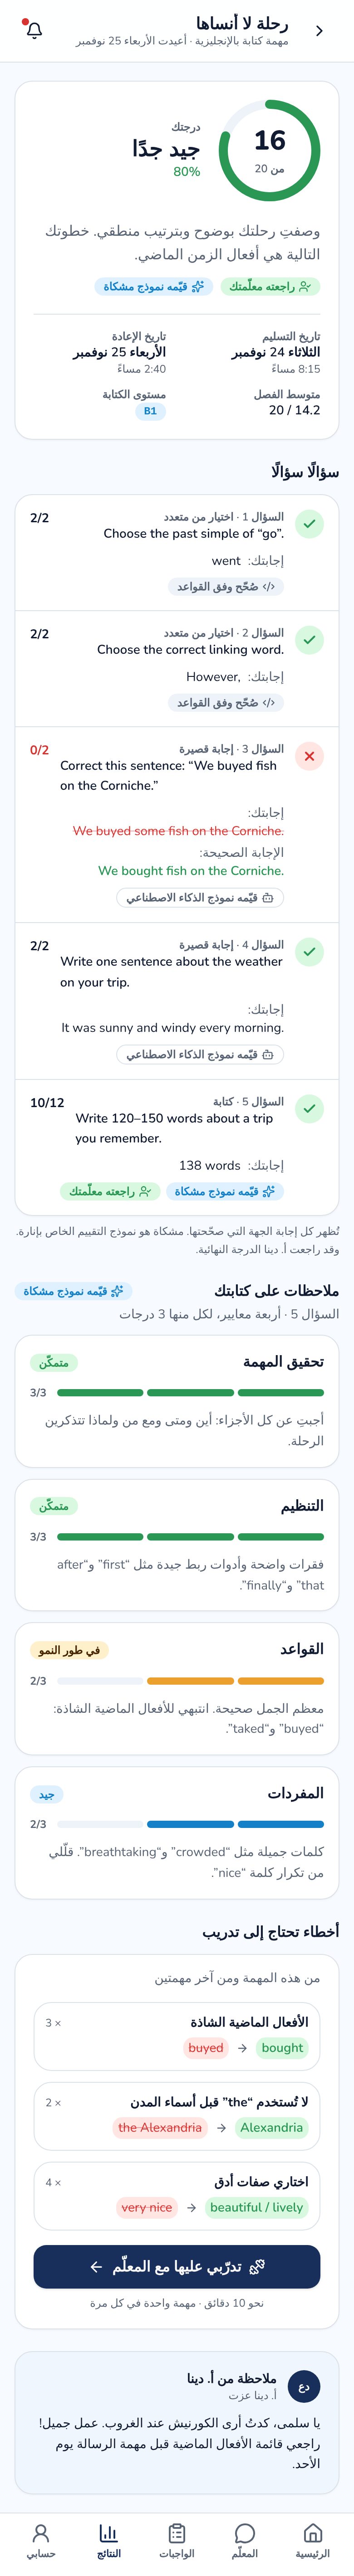 رحلة لا أنساها
مهمة كتابة بالإنجليزية · أعيدت الأربعاء 25 نوفمبر
16
من 20
درجتك
جيد جدًا
80%
وصفتِ رحلتك بوضوح وبترتيب منطقي. خطوتك
التالية هي أفعال الزمن الماضي.
راجعته معلّمتك
قيّمه نموذج مشكاة
تاريخ التسليم
الثلاثاء 24 نوفمبر
8:15 مساءً
تاريخ الإعادة
الأربعاء 25 نوفمبر
2:40 مساءً
متوسط الفصل
14.2 / 20
مستوى الكتابة
B1
سؤالًا سؤالًا
السؤال 1 · اختيار من متعدد
2/2
Choose the past simple of “go”.
إجابتك: went
صُحّح وفق القواعد
السؤال 2 · اختيار من متعدد
2/2
Choose the correct linking word.
إجابتك: However,
صُحّح وفق القواعد
السؤال 3 · إجابة قصيرة
0/2
Correct this sentence: “We buyed fish
on the Corniche.”
إجابتك:
We buyed some fish on the Corniche.
الإجابة الصحيحة:
We bought fish on the Corniche.
قيّمه نموذج الذكاء الاصطناعي
السؤال 4 · إجابة قصيرة
2/2
Write one sentence about the weather
on your trip.
إجابتك:
It was sunny and windy every morning.
قيّمه نموذج الذكاء الاصطناعي
السؤال 5 · كتابة
10/12
Write 120–150 words about a trip
you remember.
إجابتك: 138 words
قيّمه نموذج مشكاة
راجعته معلّمتك
تُظهر كل إجابة الجهة التي صحّحتها. مشكاة هو نموذج التقييم الخاص بإنارة.
وقد راجعت أ. دينا الدرجة النهائية.
ملاحظات على كتابتك
قيّمه نموذج مشكاة
السؤال 5 · أربعة معايير، لكل منها 3 درجات
تحقيق المهمة
متمكّن
3/3
أجبتِ عن كل الأجزاء: أين ومتى ومع من ولماذا تتذكرين
الرحلة.
التنظيم
متمكّن
3/3
فقرات واضحة وأدوات ربط جيدة مثل “first” و“after
that” و“finally”.
القواعد
في طور النمو
2/3
معظم الجمل صحيحة. انتبهي للأفعال الماضية الشاذة:
“buyed” و“taked”.
المفردات
جيد
2/3
كلمات جميلة مثل “crowded” و“breathtaking”. قلّلي
من تكرار كلمة “nice”.
أخطاء تحتاج إلى تدريب
من هذه المهمة ومن آخر مهمتين
الأفعال الماضية الشاذة
× 3
bought → buyed
لا تُستخدم “the” قبل أسماء المدن
× 2
Alexandria → the Alexandria
اختاري صفات أدق
× 4
beautiful / lively → very nice
تدرّبي عليها مع المعلّم
نحو 10 دقائق · مهمة واحدة في كل مرة
دع
ملاحظة من أ. دينا
أ. دينا عزت
يا سلمى، كدتُ أرى الكورنيش عند الغروب. عمل جميل!
راجعي قائمة الأفعال الماضية قبل مهمة الرسالة يوم
الأحد.
الرئيسية
المعلّم
الواجبات
النتائج
حسابي